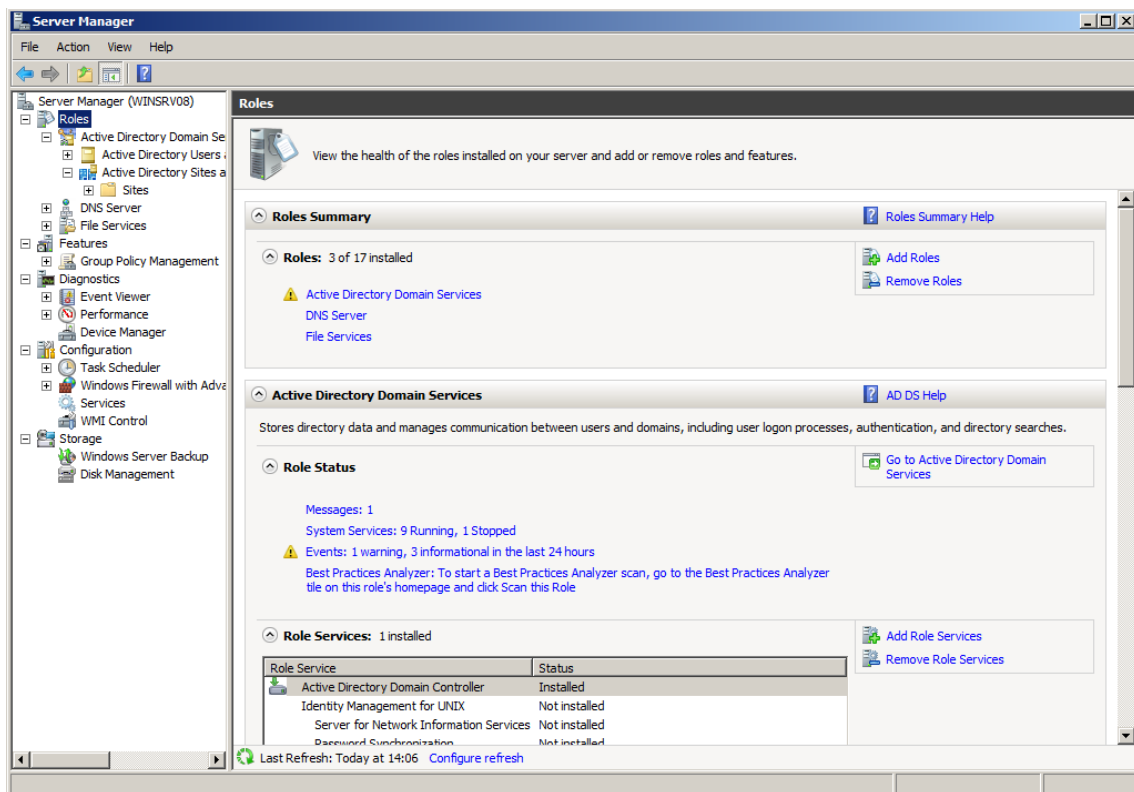 Server Manager
File Action View Help
Server Manager (WINSRV08)
Roles
Active Directory Domain Se
Active Directory Users
Active Directory Sites a
Sites
DNS Server
File Services
Features
Group Policy Management
Diagnostics
Event Viewer
Performance
Device Manager
Configuration
Task Scheduler
Windows Firewall with Adva
Services
WMI Control
Storage
Windows Server Backup
Disk Management
Roles
View the health of the roles installed on your server and add or remove roles and features.
Roles Summary
Roles Summary Help
Roles: 3 of 17 installed
Add Roles
Remove Roles
Active Directory Domain Services
DNS Server
File Services
Active Directory Domain Services
AD DS Help
Stores directory data and manages communication between users and domains, including user logon processes, authentication, and directory searches.
Role Status
Go to Active Directory Domain
Services
Messages: 1
System Services: 9 Running, 1 Stopped
Events: 1 warning, 3 informational in the last 24 hours
Best Practices Analyzer: To start a Best Practices Analyzer scan, go to the Best Practices Analyzer
tile on this role's homepage and click Scan this Role
Role Services: 1 installed
Add Role Services
Remove Role Services
Role Service Status
Active Directory Domain Controller Installed
Identity Management for UNIX Not installed
Server for Network Information Services Not installed
Password Synchronization Not installed
Last Refresh: Today at 14:06 Configure refresh